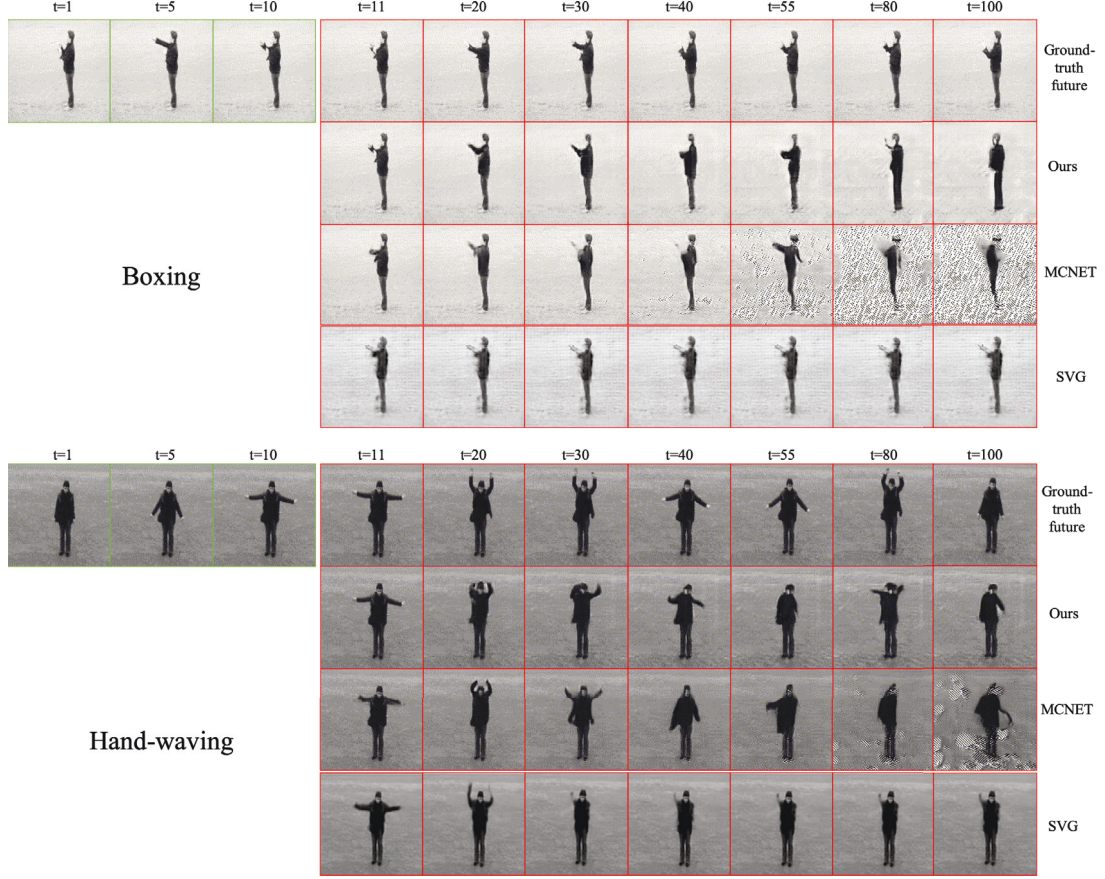 t=1 t=5 t=10 t=11 t=20 t=30 t=40 t=55 t=80 t=100
Ground-
truth
future
Ours
Boxing
MCNET
SVG
t=1 t=5 t=10 t=11 t=20 t=30 t=40 t=55 t=80 t=100
Ground-
truth
future
Ours
MCNET
Hand-waving
SVG